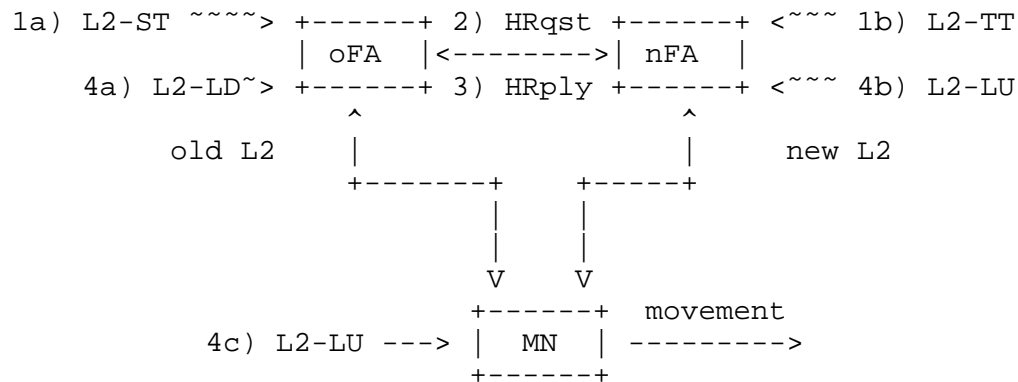 1a) L2-ST ~~~~> +------+ 2) HRqst +------+ <~~~ 1b) L2-TT
| oFA |<-------->| nFA |
4a) L2-LD~> +------+ 3) HRply +------+ <~~~ 4b) L2-LU
^ ^
old L2 | | new L2
+-------+ +-----+
| |
| |
V V
+------+ movement
4c) L2-LU ---> | MN | --------->
+------+